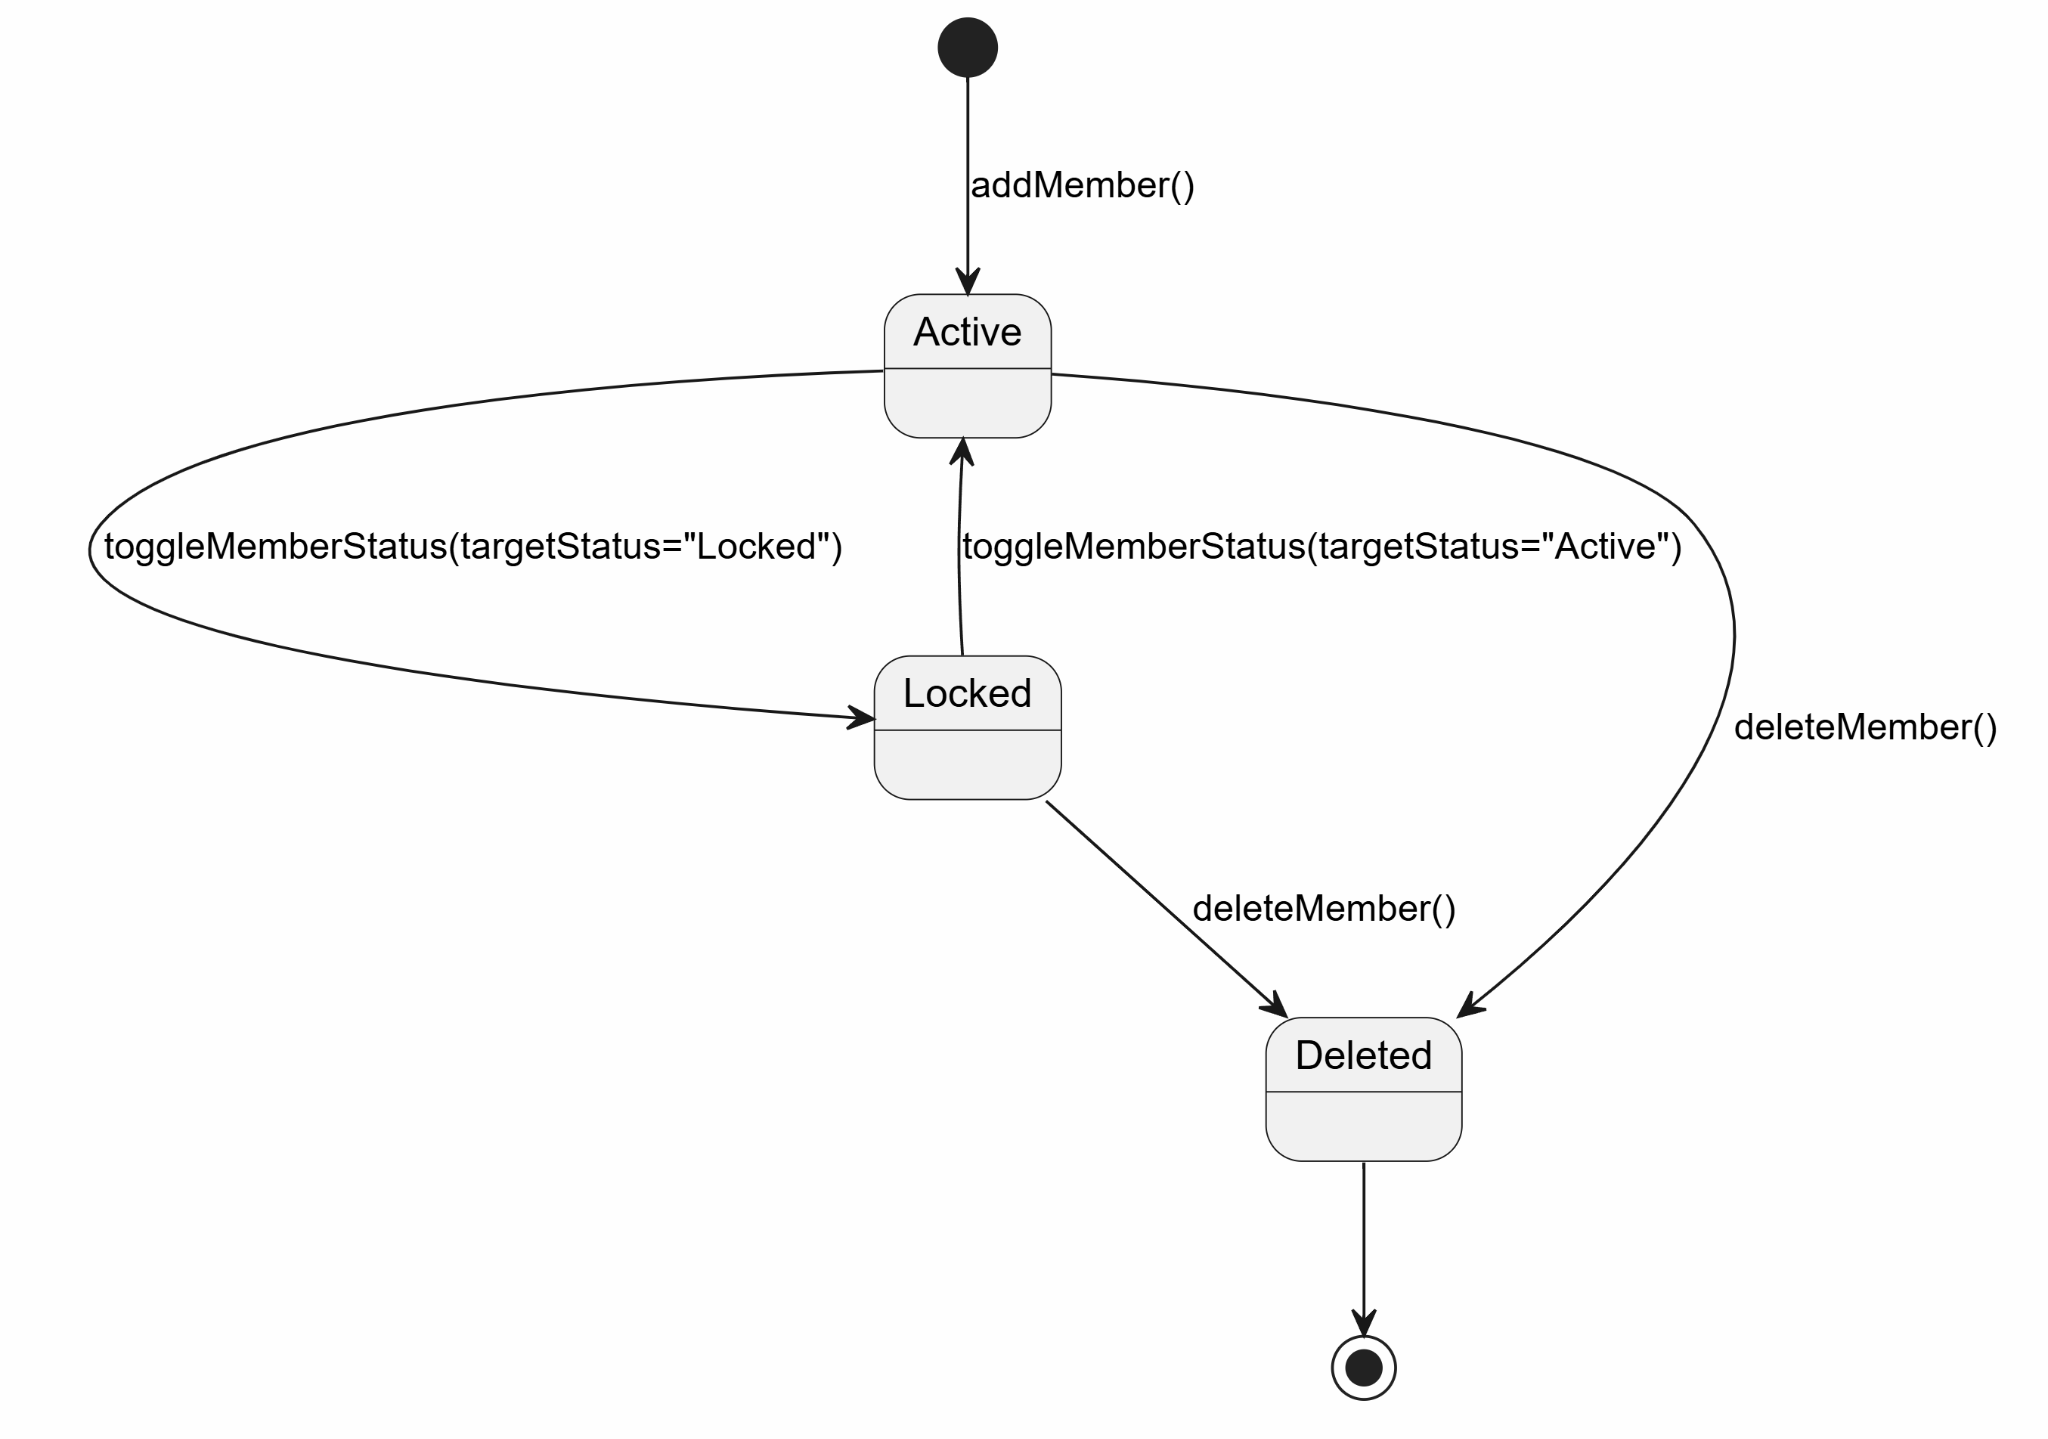 addMember()
Active
toggleMemberStatus(targetStatus="Locked")
toggleMemberStatus(targetStatus="Active")
Locked
deleteMember()
deleteMember()
Deleted